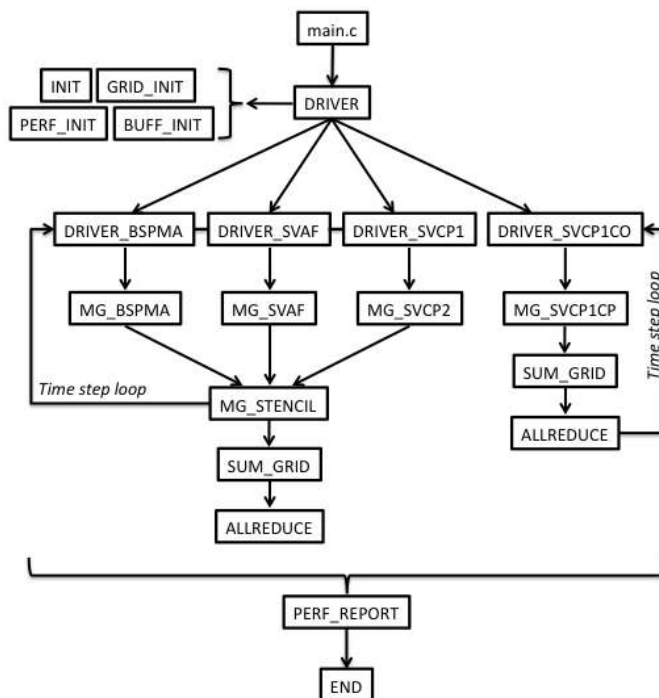 main.c
INIT
GRID_INIT
PERF_INIT
BUFF_INIT
DRIVER
DRIVER_BSPMA
DRIVER_SVAF
DRIVER_SVCP1
DRIVER_SVCP1CO
MG_BSPMA
MG_SVAF
MG_SVCP2
MG_SVCP1CP
Time step loop
SUM_GRID
Time step loop
MG_STENCIL
ALLREDUCE
SUM_GRID
ALLREDUCE
PERF_REPORT
END